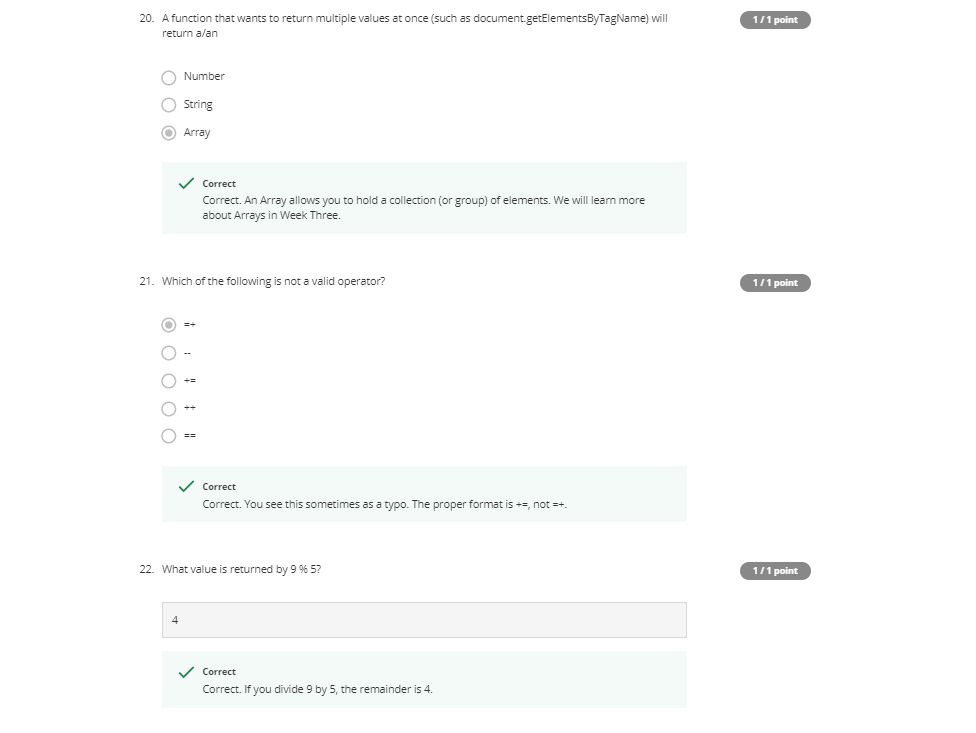 20. A function that wants to return multiple values at once (such as document.getElementsByTagName) will
return a/an
1 / 1 point
Number
String
Array
Correct
Correct. An Array allows you to hold a collection (or group) of elements. We will learn more
about Arrays in Week Three.
21. Which of the following is not a valid operator?
1 / 1 point
=+
--
+=
++
==
Correct
Correct. You see this sometimes as a typo. The proper format is +=, not =+.
22. What value is returned by 9 % 5?
1 / 1 point
4
Correct
Correct. If you divide 9 by 5, the remainder is 4.